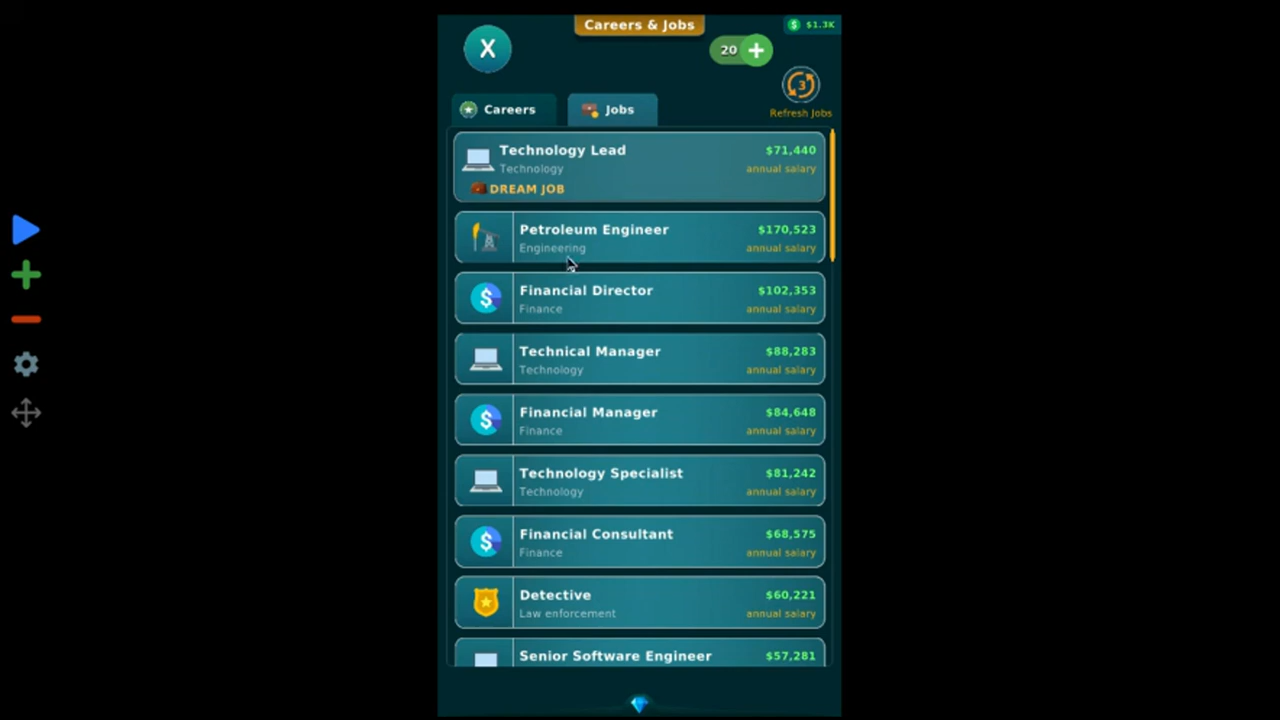 Careers & Jobs
$ $1.3K
X
20
3
Careers
Jobs
Refresh Jobs
Technology Lead
$71,440
Technology
annual salary
DREAM JOB
Petroleum Engineer
$170,523
Engineering
annual salary
Financial Director
$102,353
Finance
annual salary
Technical Manager
$88,283
Technology
annual salary
Financial Manager
$84,648
Finance
annual salary
Technology Specialist
$81,242
Technology
annual salary
Financial Consultant
$68,575
Finance
annual salary
Detective
$60,221
Law enforcement
annual salary
Senior Software Engineer
$57,281